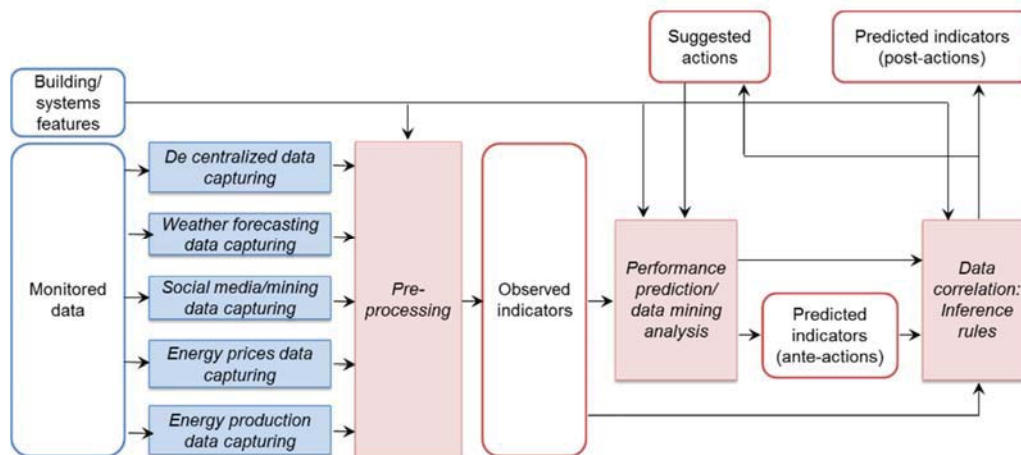 Suggested
actions
Predicted indicators
(post-actions)
Building/
systems
features
Monitored
data
De centralized data
capturing
Weather forecasting
data capturing
Social media/mining
data capturing
Energy prices data
capturing
Energy production
data capturing
Pre-
processing
Observed
indicators
Performance
prediction/
data mining
analysis
Predicted
indicators
(ante-actions)
Data
correlation:
Inference
rules